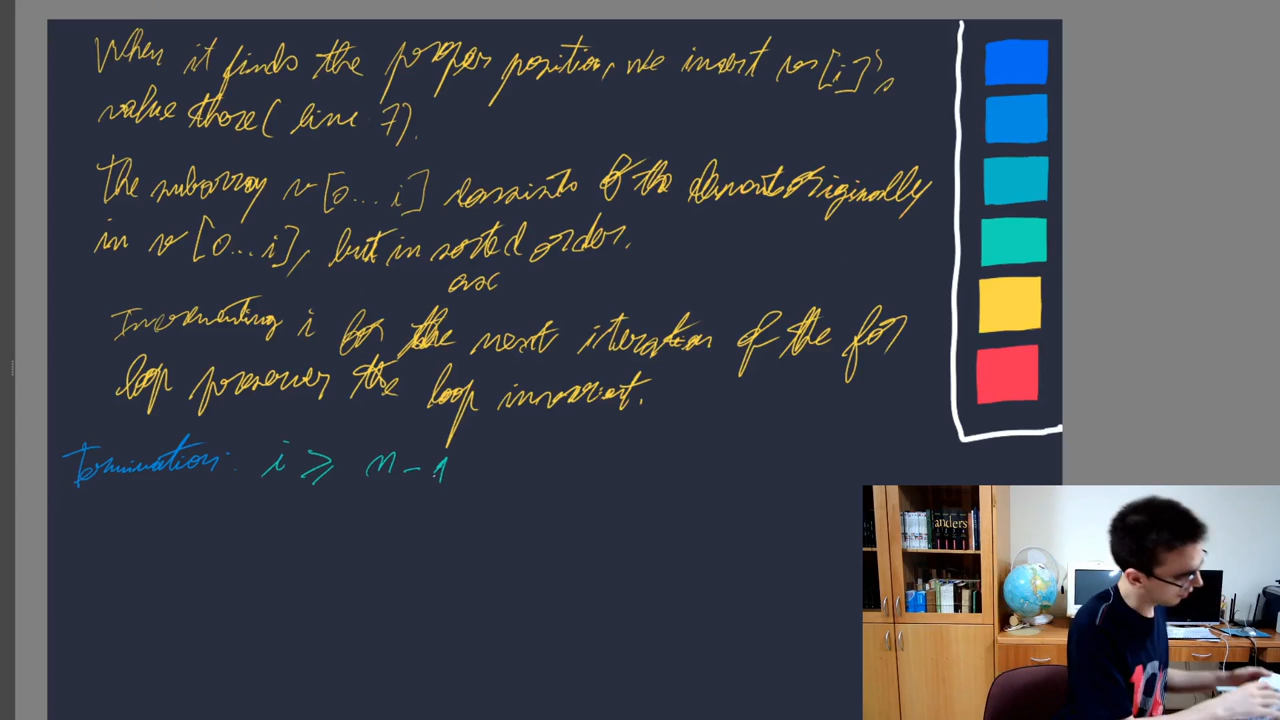 When it finds the proper position, we insert v[i]'s
value there (line 7).
The subarray v[0...i] consists of the elements originally
in v[0...i], but in sorted order.
asc
Incrementing i for the next iteration of the for
loop preserves the loop invariant.
Termination: i ≥ n-1
anders
10